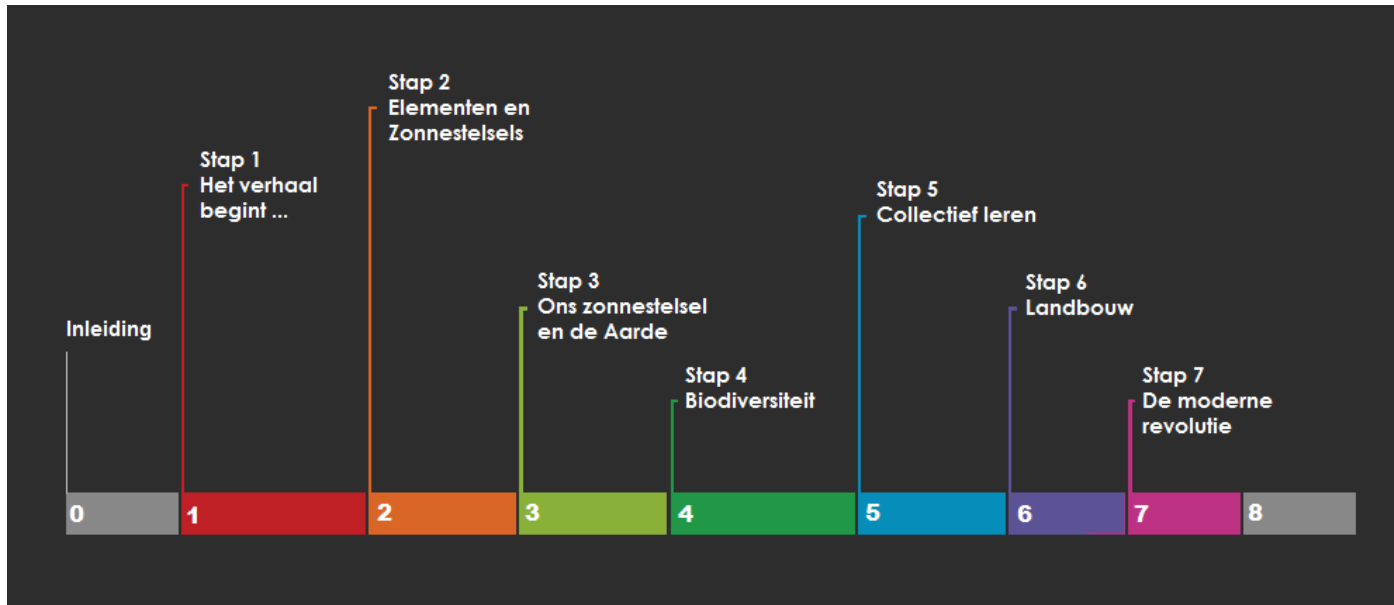 Inleiding
Stap 1
Het verhaal
begint ...
Stap 2
Elementen en
Zonnestelsels
Stap 3
Ons zonnestelsel
en de Aarde
Stap 4
Biodiversiteit
Stap 5
Collectief leren
Stap 6
Landbouw
Stap 7
De moderne
revolutie
0 1 2 3 4 5 6 7 8